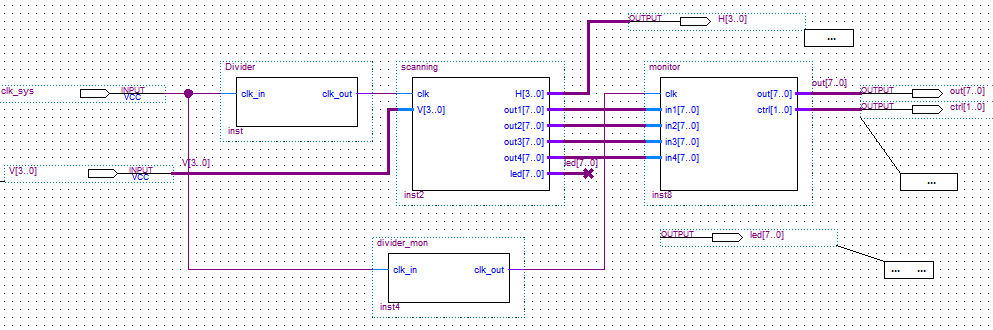 OUTPUT H[3..0]
...
Divider scanning monitor
clk_sys INPUT VCC clk_in clk_out clk H[3..0] clk out[7..0] out[7..0] OUTPUT out[7..0]
V[3..0] out1[7..0] in1[7..0] ctrl[1..0] OUTPUT ctrl[1..0]
out2[7..0] in2[7..0]
inst
out3[7..0] in3[7..0]
out4[7..0] in4[7..0]
V[3..0] INPUT VCC V[3..0] led[7..0] led[7..0]
...
inst2 inst8
OUTPUT led[7..0]
divider_mon
clk_in clk_out
... ...
inst4